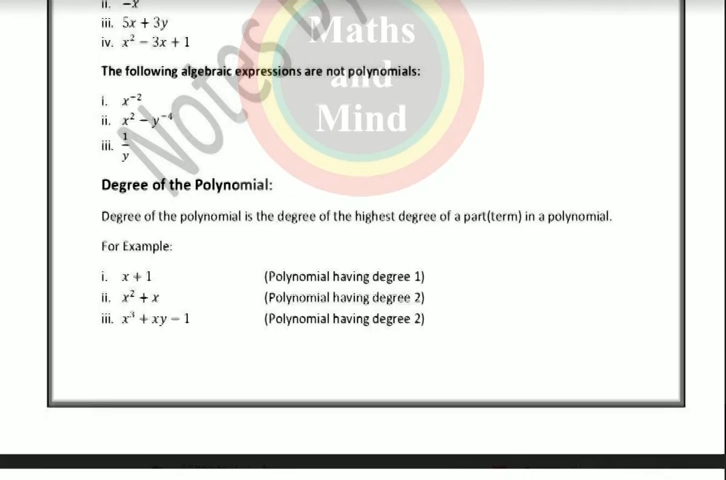 ii. −x
iii. 5x + 3y
iv. x² − 3x + 1
Maths
and
Mind
Notes by
The following algebraic expressions are not polynomials:
i. x⁻²
ii. x² − y⁻⁴
iii. 1/y
Degree of the Polynomial:
Degree of the polynomial is the degree of the highest degree of a part(term) in a polynomial.
For Example:
i. x + 1 (Polynomial having degree 1)
ii. x² + x (Polynomial having degree 2)
iii. x³ + xy − 1 (Polynomial having degree 2)